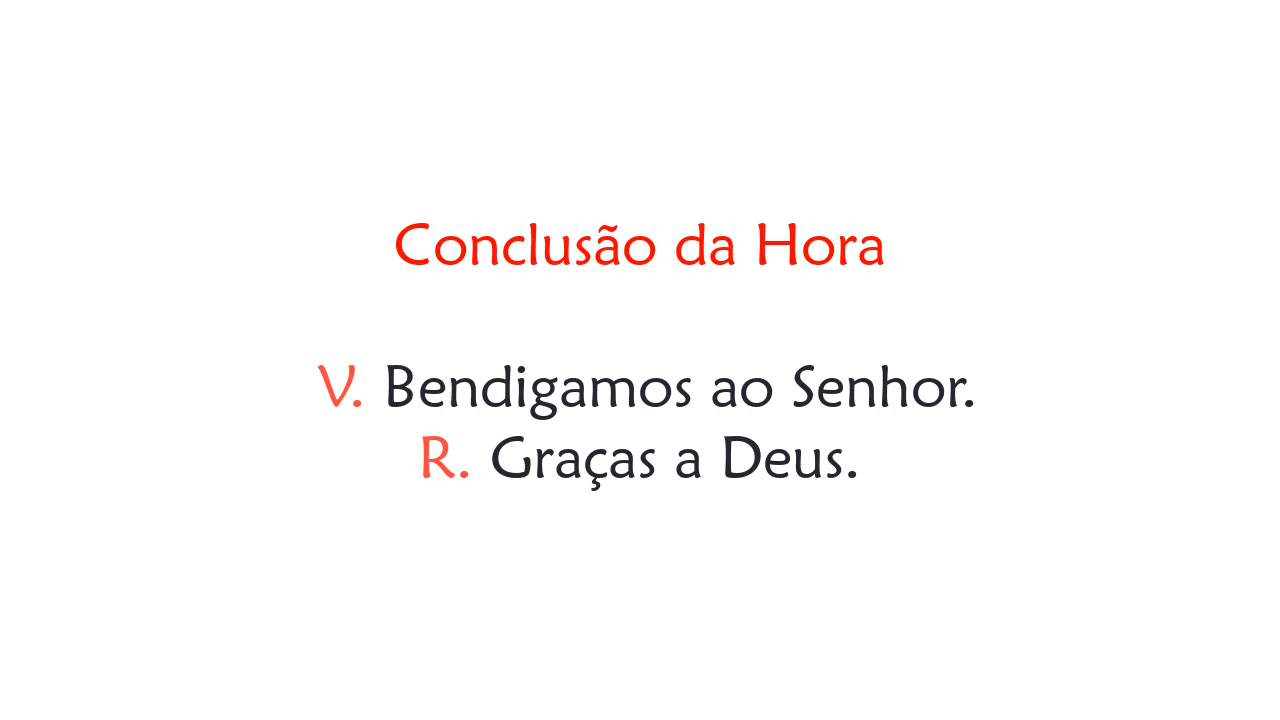 Conclusão da Hora
V. Bendigamos ao Senhor.
R. Graças a Deus.